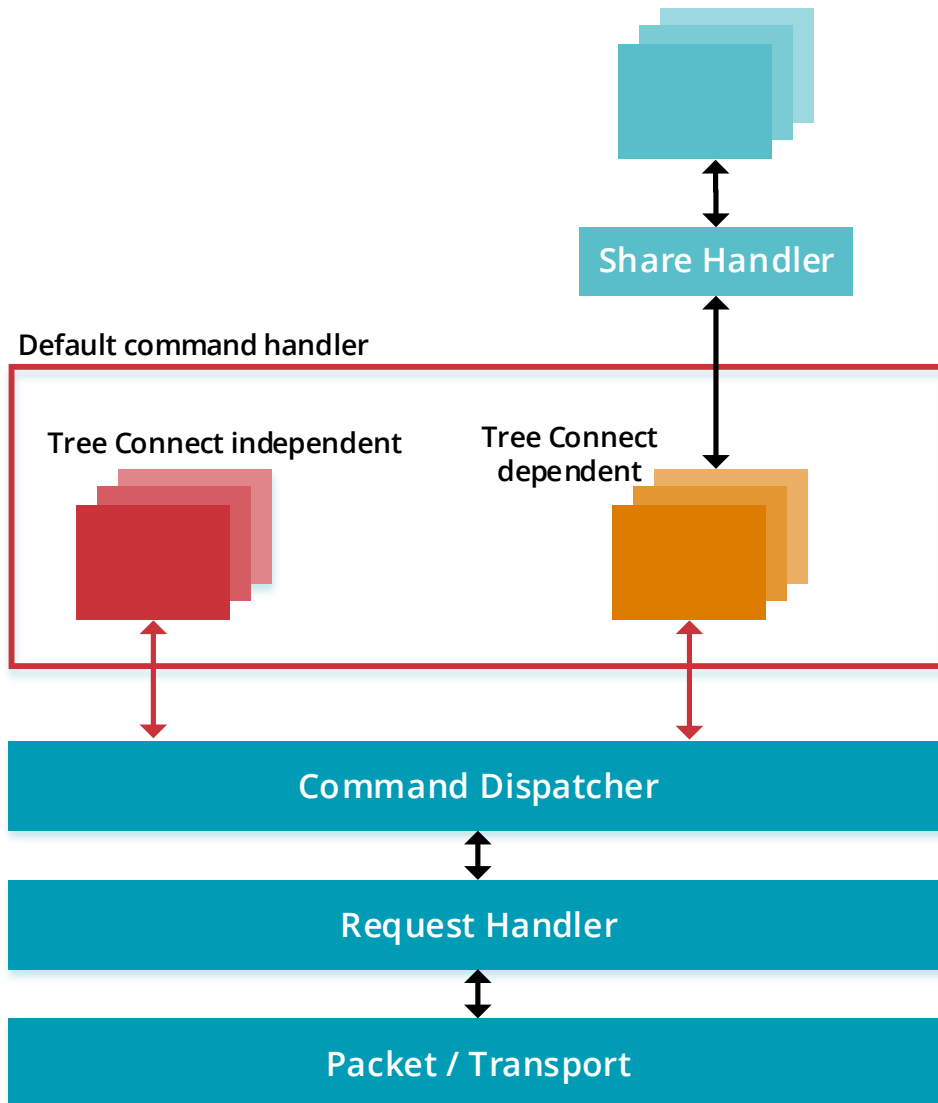 Share Handler
Default command handler
Tree Connect independent
Tree Connect
dependent
Command Dispatcher
Request Handler
Packet / Transport